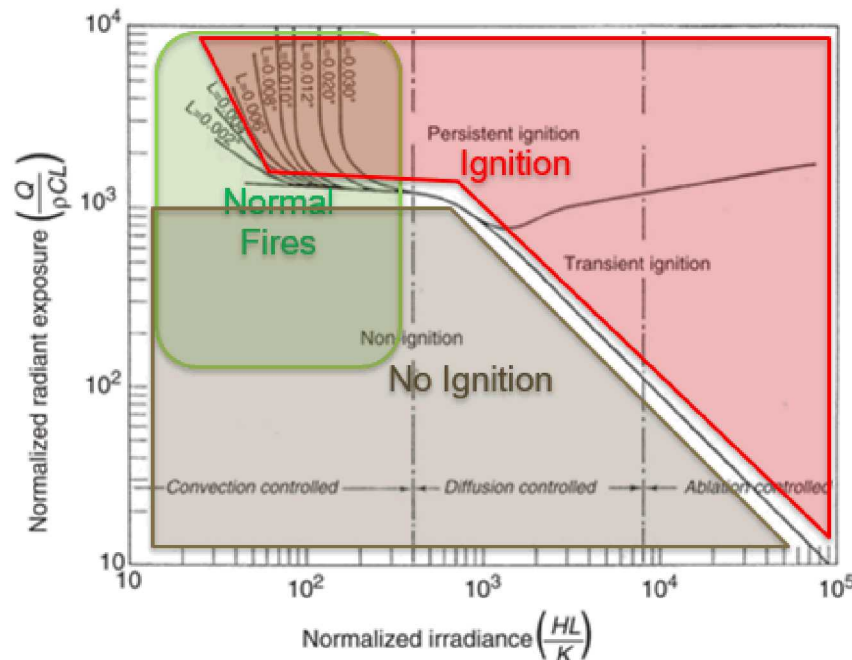 10⁴
L=0.002"
L=0.006"
L=0.008"
L=0.010"
L=0.012"
L=0.020"
L=0.030"
Persistent ignition
Ignition
Normalized radiant exposure (Q/ρCL)
10³
Normal
Fires
Transient ignition
Non-ignition
No Ignition
10²
Convection controlled
Diffusion controlled
Ablation controlled
10
10
10²
10³
10⁴
10⁵
Normalized irradiance (HL/K)